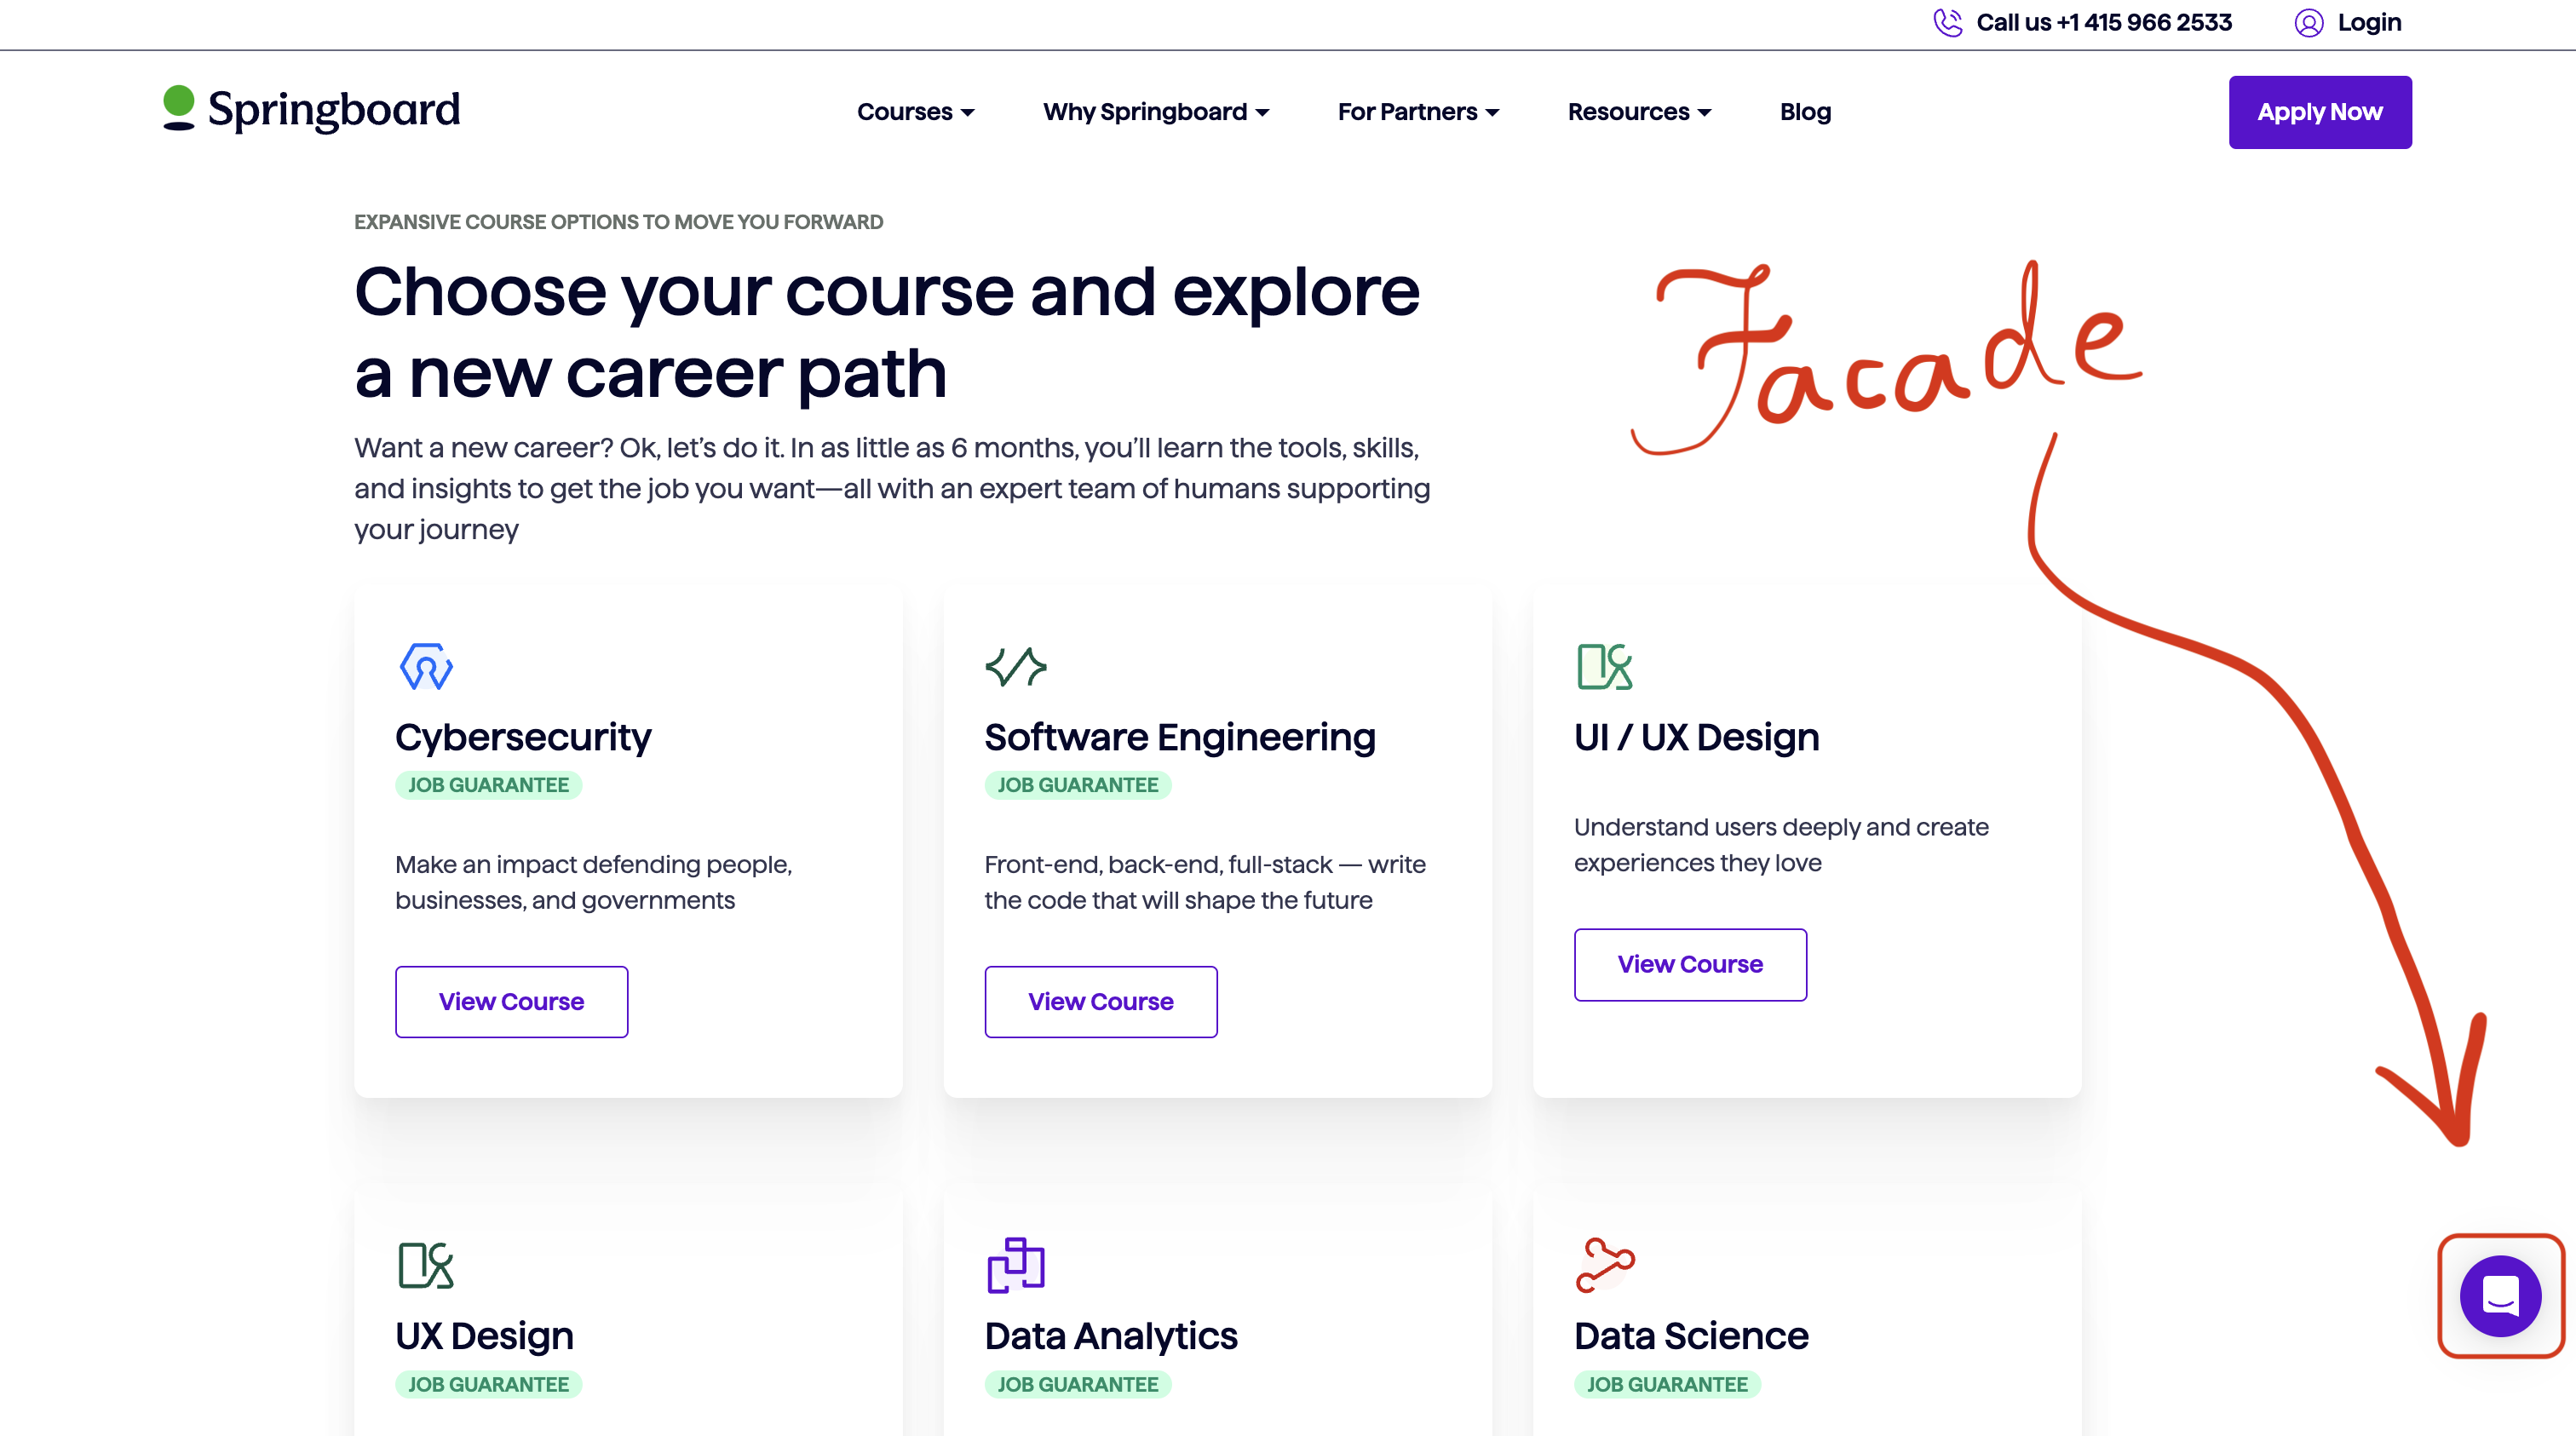 Call us +1 415 966 2533 Login
Springboard
Courses Why Springboard For Partners Resources Blog
Apply Now
EXPANSIVE COURSE OPTIONS TO MOVE YOU FORWARD
Choose your course and explore
a new career path
Facade
Want a new career? Ok, let’s do it. In as little as 6 months, you’ll learn the tools, skills,
and insights to get the job you want—all with an expert team of humans supporting
your journey
Cybersecurity
JOB GUARANTEE
Make an impact defending people,
businesses, and governments
View Course
Software Engineering
JOB GUARANTEE
Front-end, back-end, full-stack — write
the code that will shape the future
View Course
UI / UX Design
Understand users deeply and create
experiences they love
View Course
UX Design
JOB GUARANTEE
Data Analytics
JOB GUARANTEE
Data Science
JOB GUARANTEE